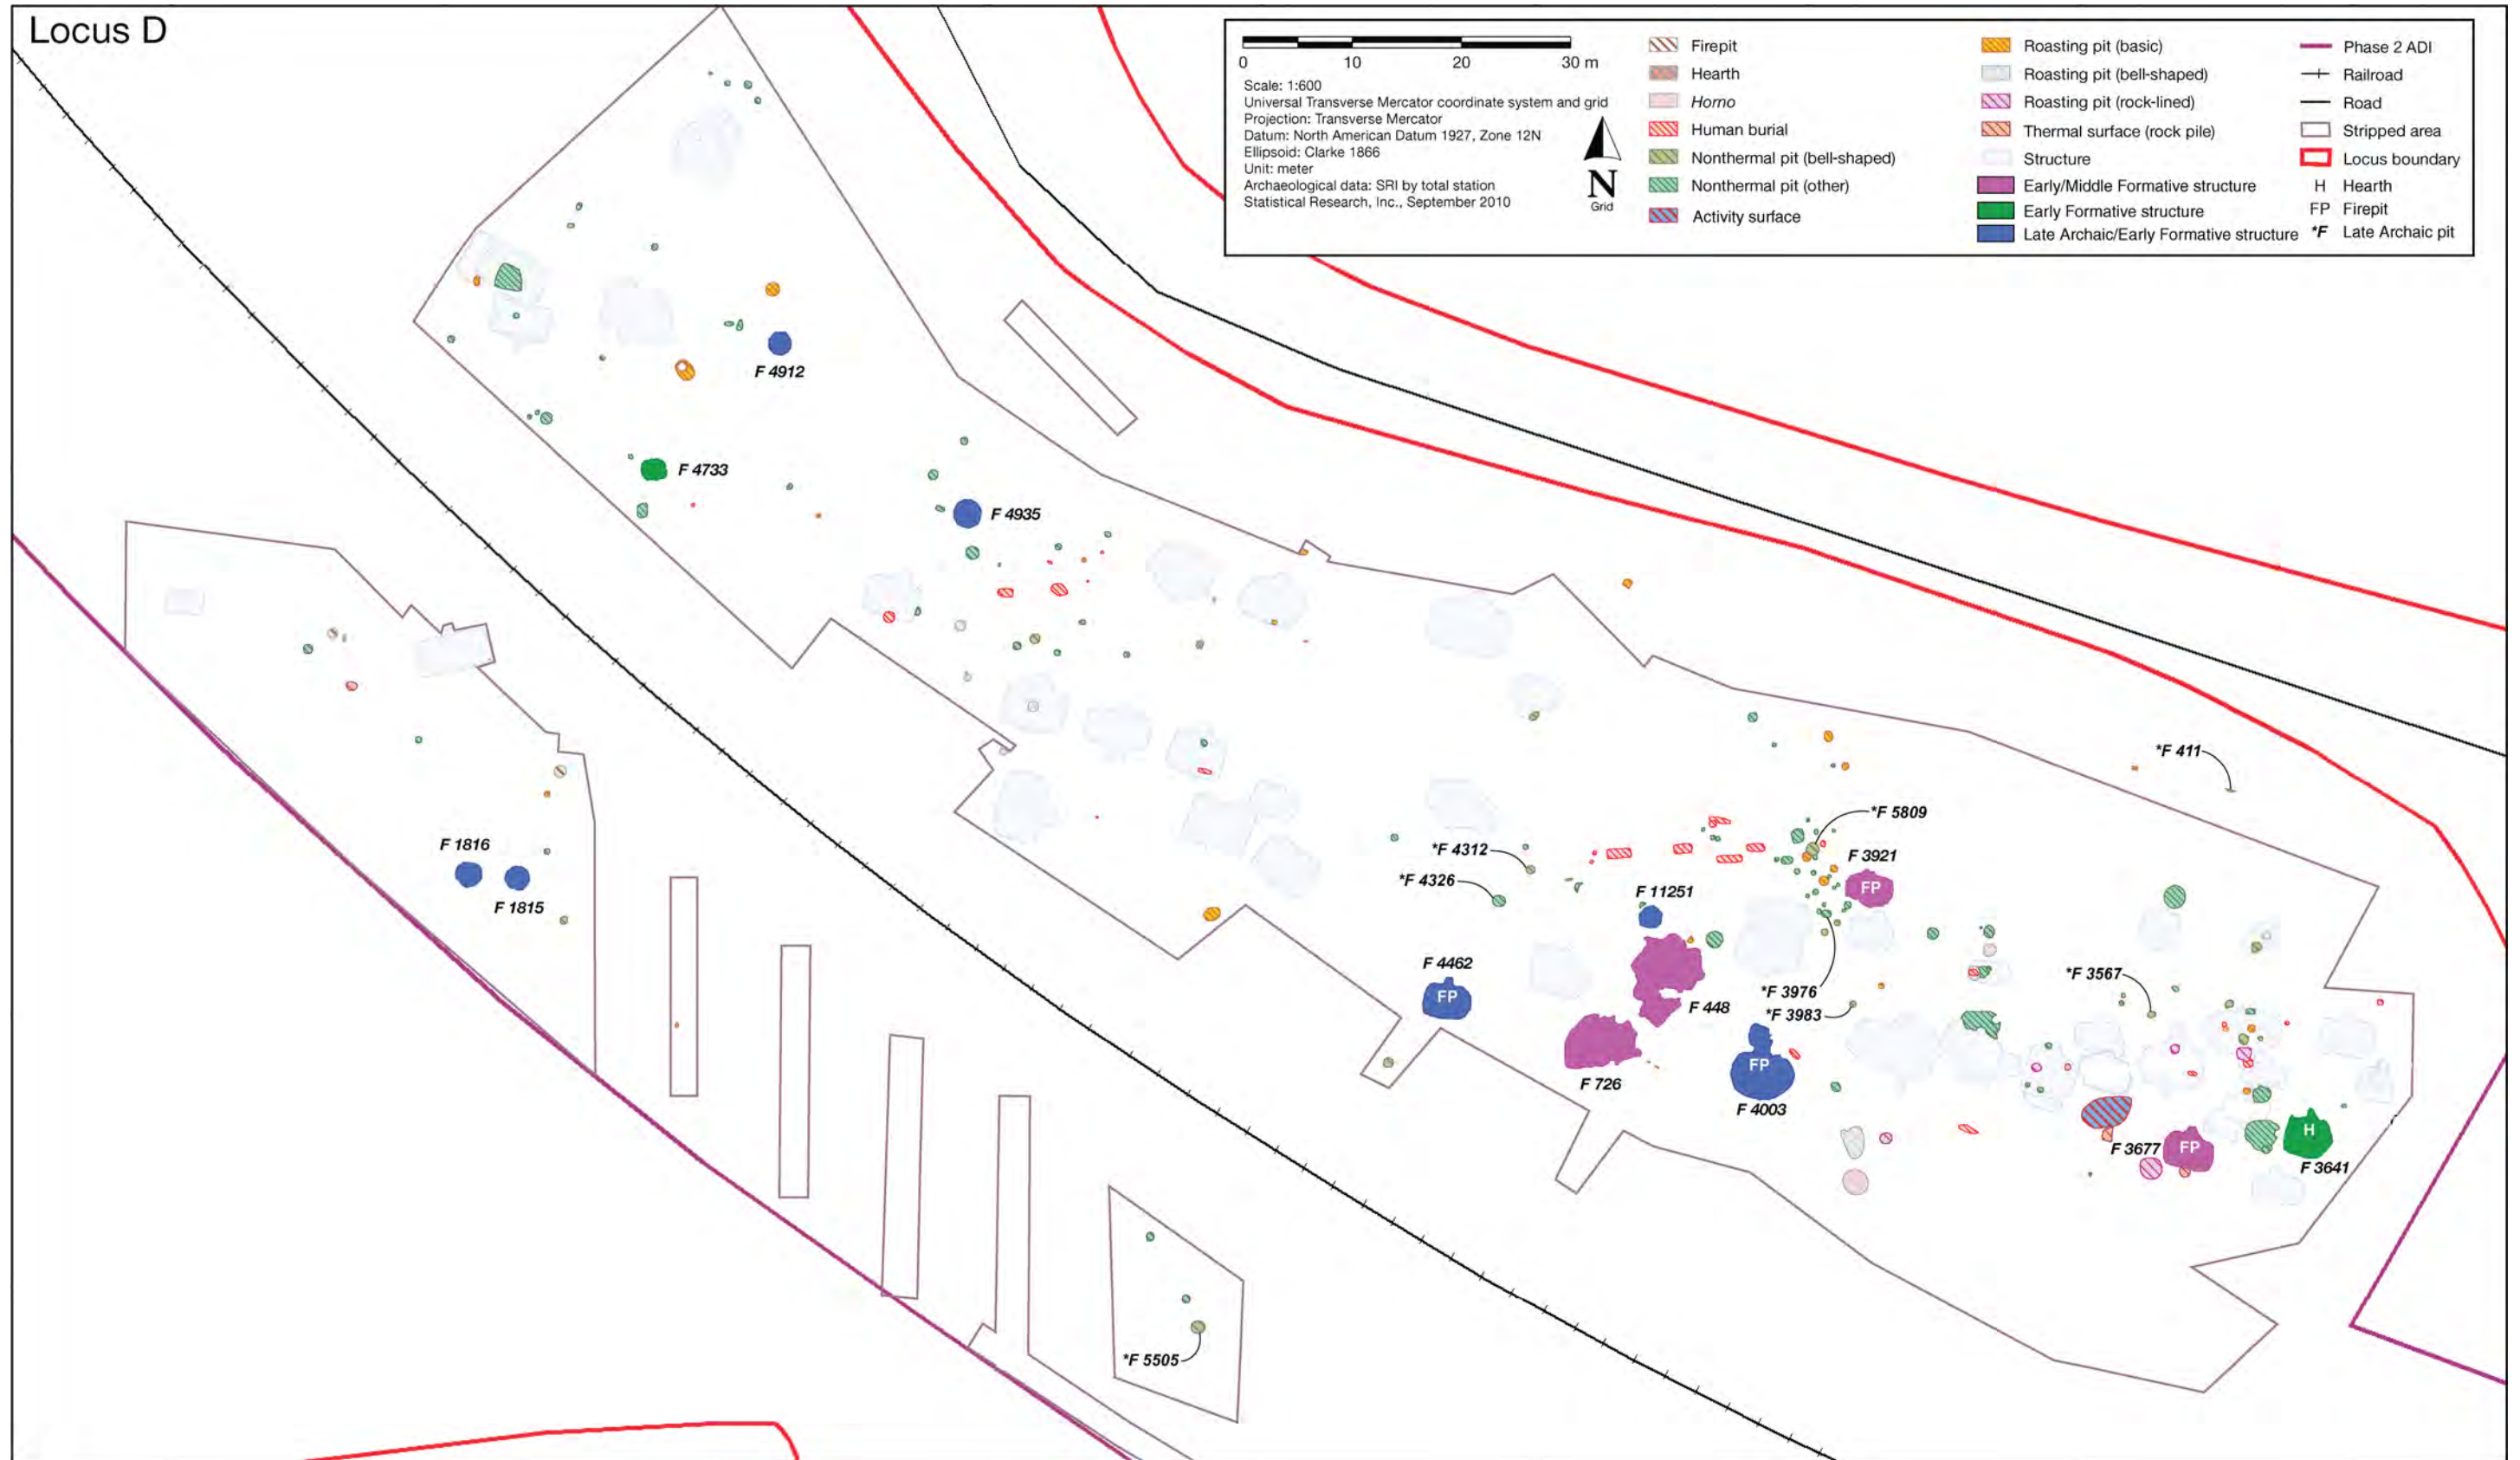 Locus D
0 10 20 30 m
Scale: 1:600
Universal Transverse Mercator coordinate system and grid
Projection: Transverse Mercator
Datum: North American Datum 1927, Zone 12N
Ellipsoid: Clarke 1866
Unit: meter
Archaeological data: SRI by total station
Statistical Research, Inc., September 2010
N
Grid
Firepit
Hearth
Horno
Human burial
Nonthermal pit (bell-shaped)
Nonthermal pit (other)
Activity surface
Roasting pit (basic)
Roasting pit (bell-shaped)
Roasting pit (rock-lined)
Thermal surface (rock pile)
Structure
Early/Middle Formative structure
Early Formative structure
Late Archaic/Early Formative structure
Phase 2 ADI
Railroad
Road
Stripped area
Locus boundary
H Hearth
FP Firepit
*F Late Archaic pit
F 4912
F 4733
F 4935
*F 411
*F 5809
F 1816
*F 4312
F 3921
*F 4326
FP
F 11251
F 1815
F 4462
*F 3567
FP
*F 3976
F 448
*F 3983
FP
F 726
F 4003
H
F 3677
FP
F 3641
*F 5505